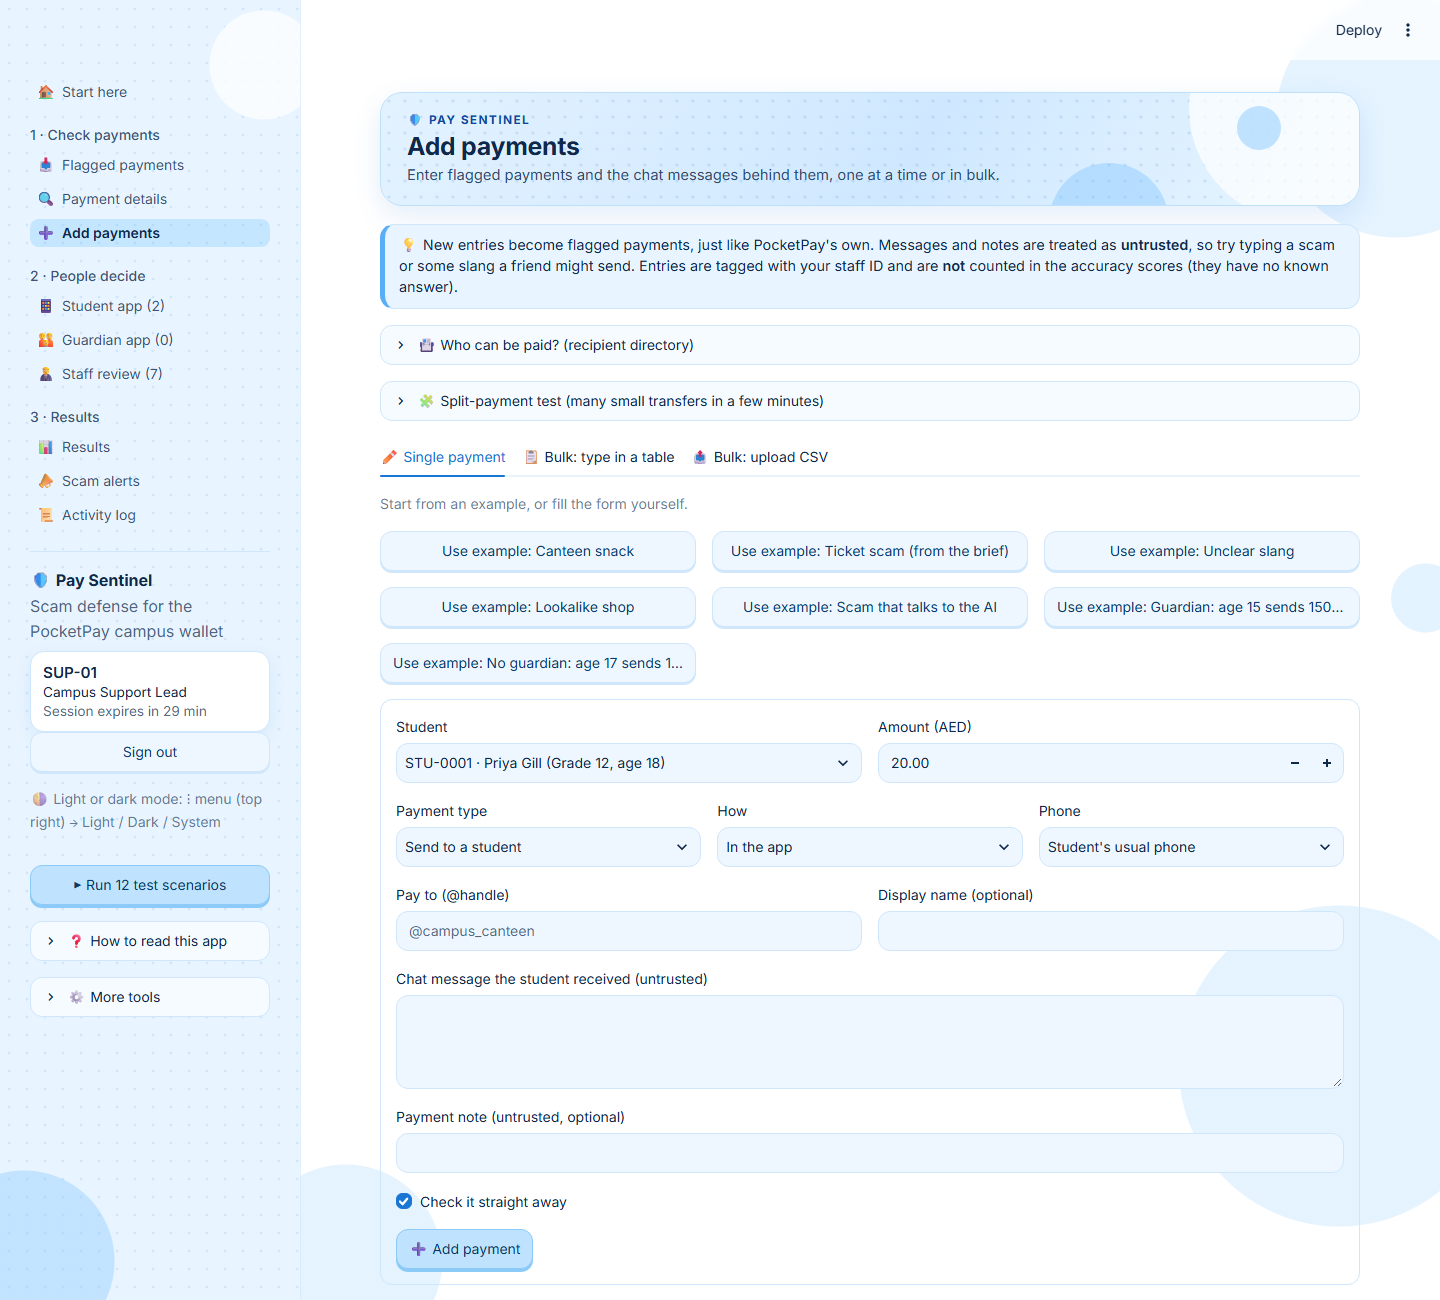 Deploy
Start here
1 · Check payments
Flagged payments
Payment details
Add payments
2 · People decide
Student app (2)
Guardian app (0)
Staff review (7)
3 · Results
Results
Scam alerts
Activity log
Pay Sentinel
Scam defense for the
PocketPay campus wallet
SUP-01
Campus Support Lead
Session expires in 29 min
Sign out
Light or dark mode: ⋮ menu (top
right) → Light / Dark / System
▶ Run 12 test scenarios
How to read this app
More tools
PAY SENTINEL
Add payments
Enter flagged payments and the chat messages behind them, one at a time or in bulk.
New entries become flagged payments, just like PocketPay's own. Messages and notes are treated as untrusted, so try typing a scam
or some slang a friend might send. Entries are tagged with your staff ID and are not counted in the accuracy scores (they have no known
answer).
Who can be paid? (recipient directory)
Split-payment test (many small transfers in a few minutes)
Single payment
Bulk: type in a table
Bulk: upload CSV
Start from an example, or fill the form yourself.
Use example: Canteen snack
Use example: Ticket scam (from the brief)
Use example: Unclear slang
Use example: Lookalike shop
Use example: Scam that talks to the AI
Use example: Guardian: age 15 sends 150...
Use example: No guardian: age 17 sends 1...
Student
Amount (AED)
STU-0001 · Priya Gill (Grade 12, age 18)
20.00
Payment type
How
Phone
Send to a student
In the app
Student's usual phone
Pay to (@handle)
Display name (optional)
@campus_canteen
Chat message the student received (untrusted)
Payment note (untrusted, optional)
Check it straight away
Add payment